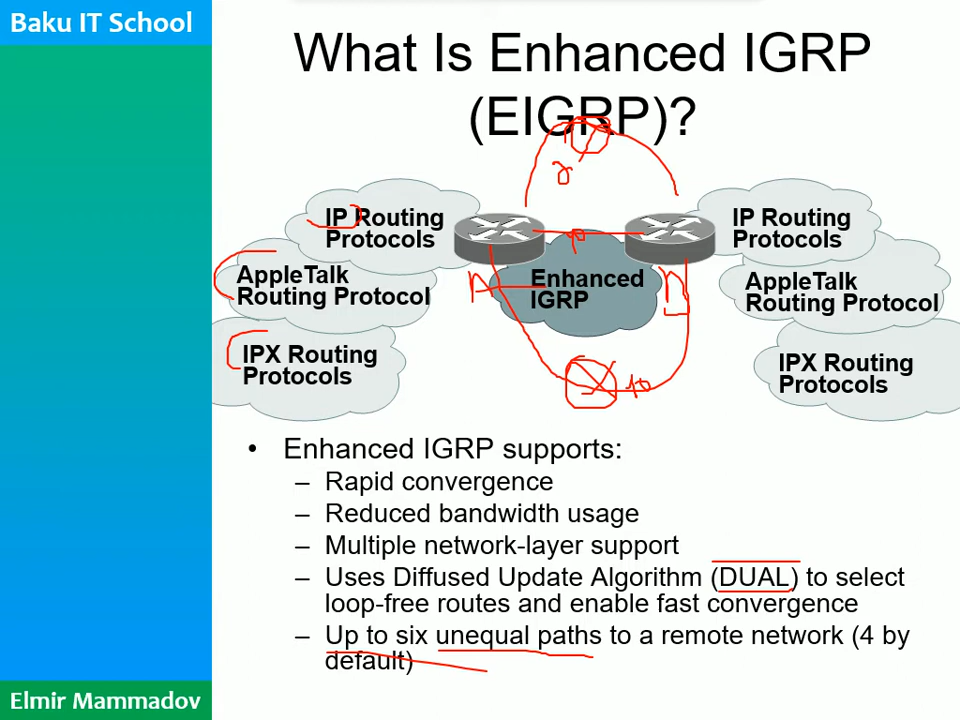 Baku IT School
What Is Enhanced IGRP
(EIGRP)?
IP Routing
Protocols
AppleTalk
Routing Protocol
IPX Routing
Protocols
Enhanced
IGRP
IP Routing
Protocols
AppleTalk
Routing Protocol
IPX Routing
Protocols
• Enhanced IGRP supports:
– Rapid convergence
– Reduced bandwidth usage
– Multiple network-layer support
– Uses Diffused Update Algorithm (DUAL) to select
loop-free routes and enable fast convergence
– Up to six unequal paths to a remote network (4 by
default)
Elmir Mammadov